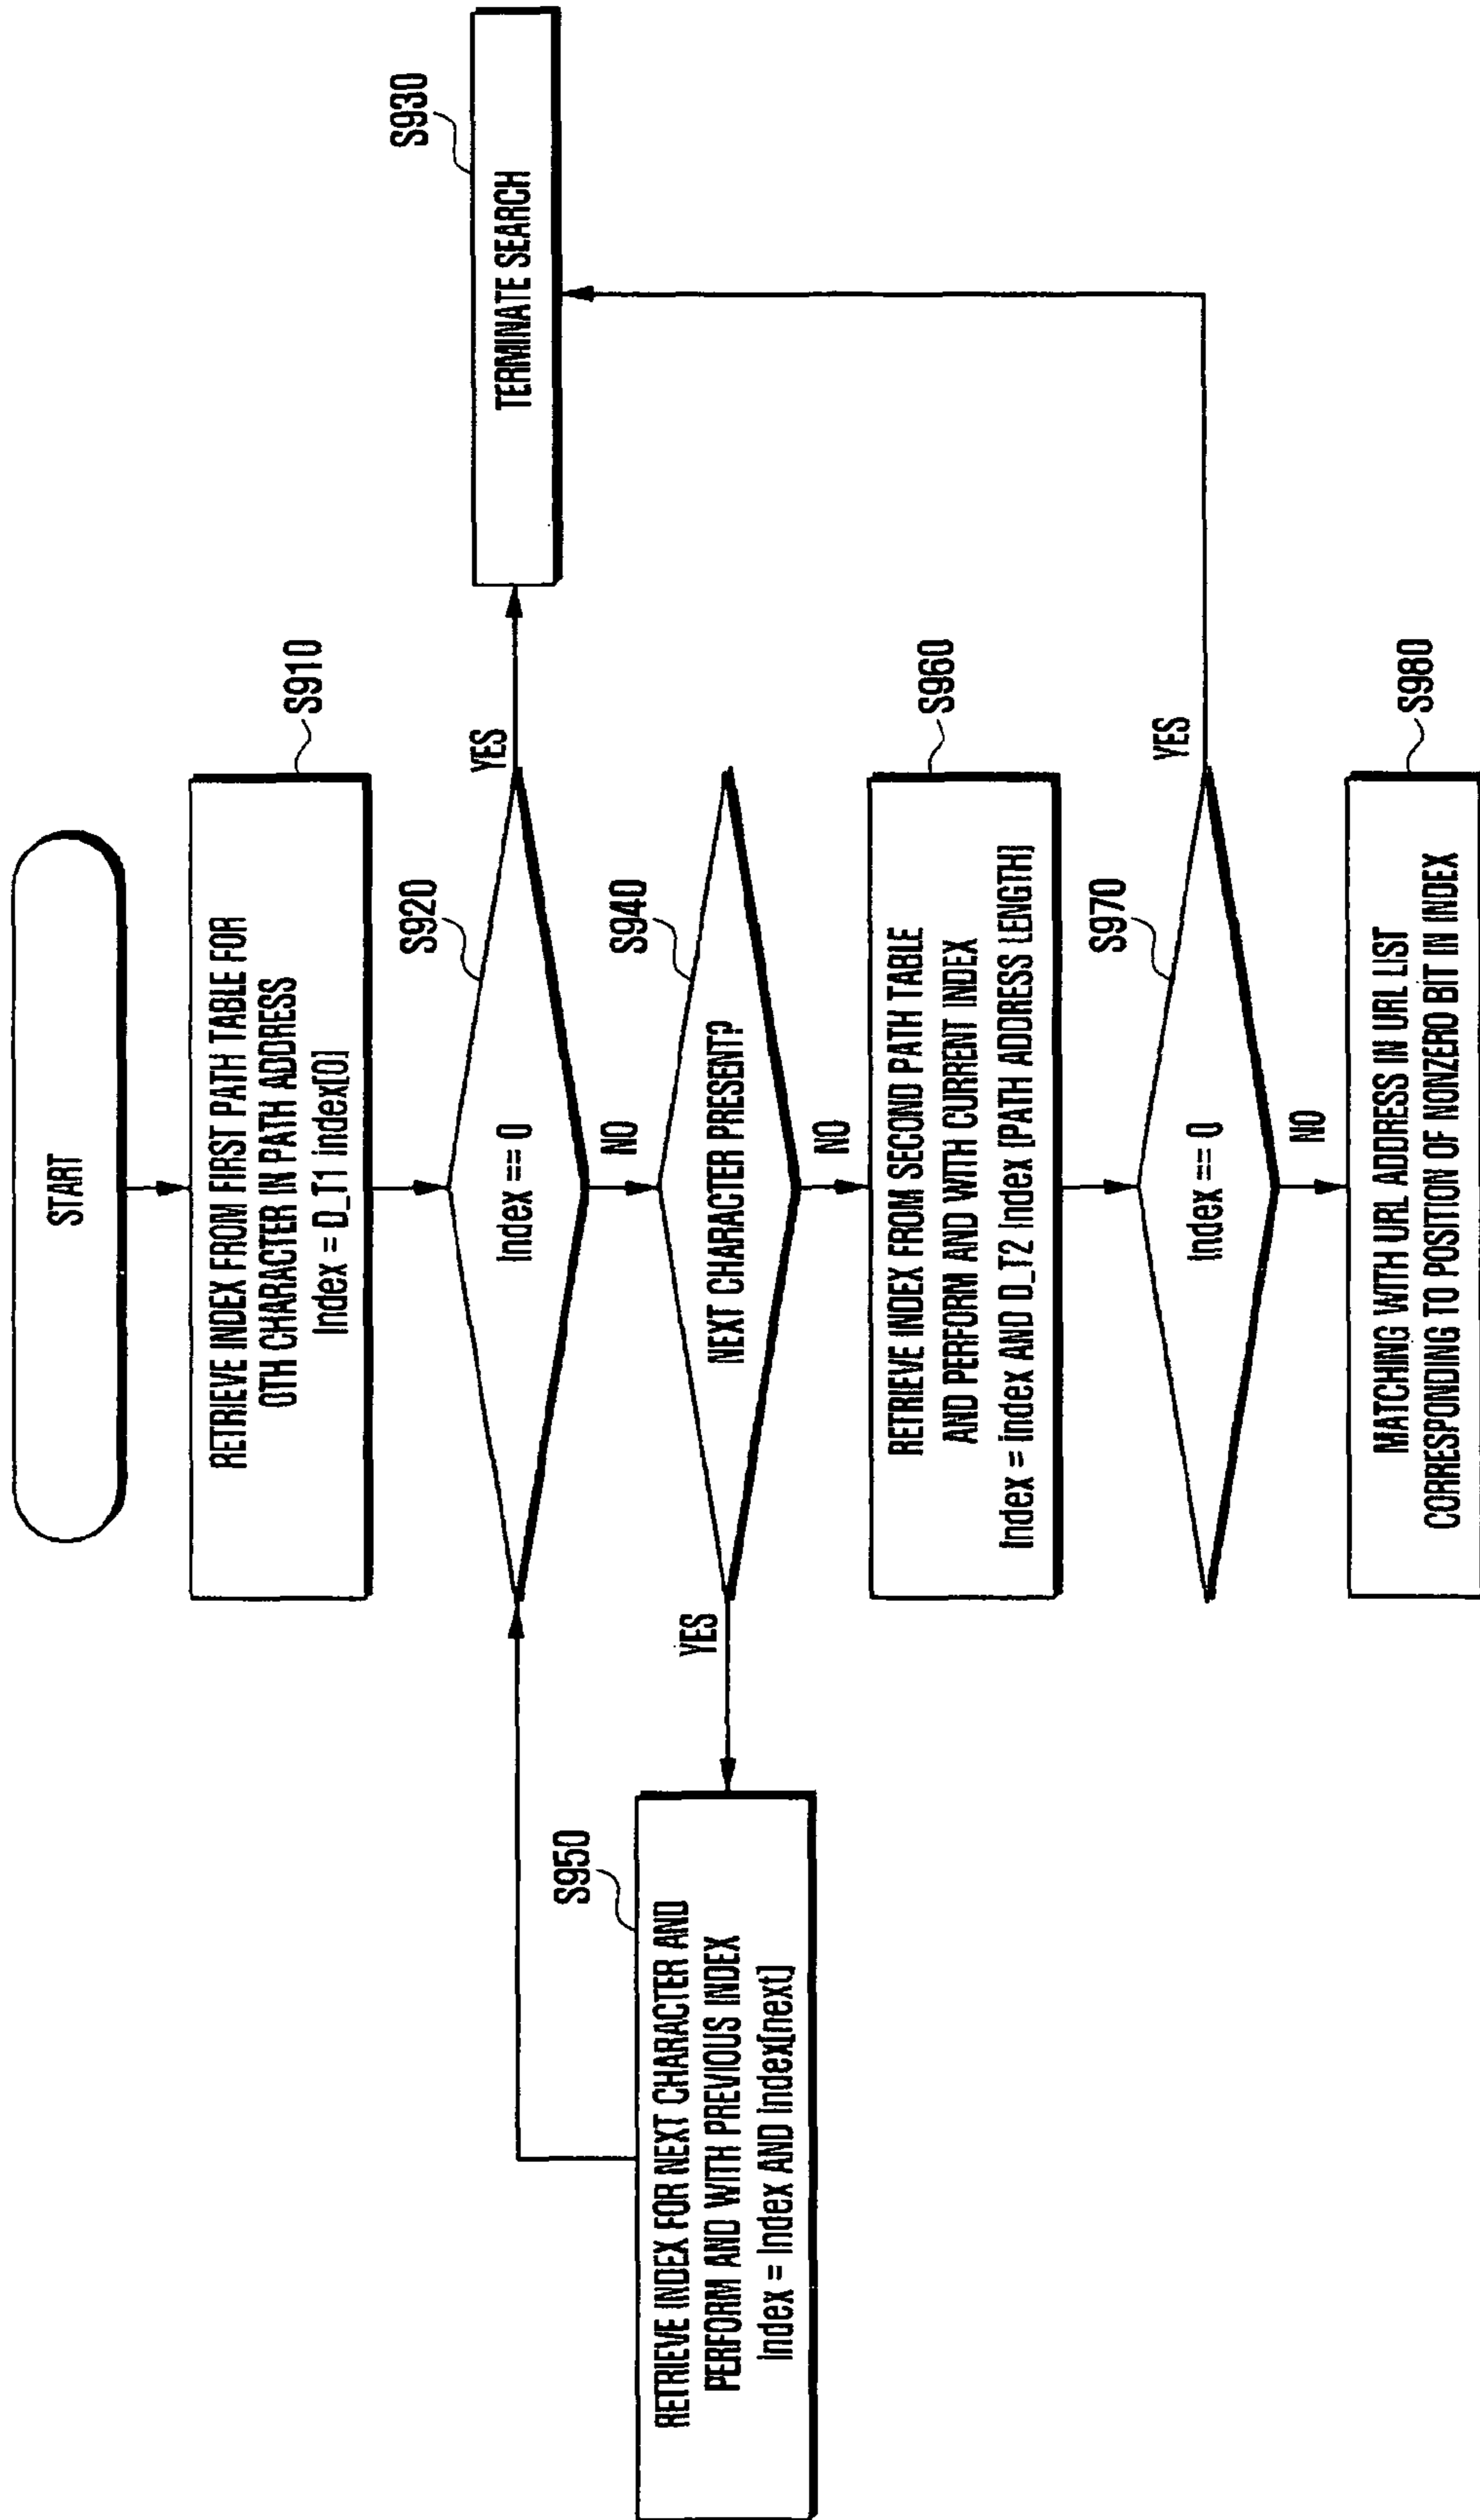 START
RETRIEVE INDEX FROM FIRST PATH TABLE FOR
0TH CHARACTER IN PATH ADDRESS
index = D_T1 index[0]
S910
index == 0
S920
YES
NO
TERMINATE SEARCH
S930
NEXT CHARACTER PRESENT?
S940
YES
NO
RETRIEVE INDEX FOR NEXT CHARACTER AND
PERFORM AND WITH PREVIOUS INDEX
index = index AND index[next]
S950
RETRIEVE INDEX FROM SECOND PATH TABLE
AND PERFORM AND WITH CURRENT INDEX
index = index AND D_T2 index [PATH ADDRESS LENGTH]
S960
index == 0
S970
YES
NO
MATCHING WITH URL ADDRESS IN URL LIST
CORRESPONDING TO POSITION OF NONZERO BIT IN INDEX
S980